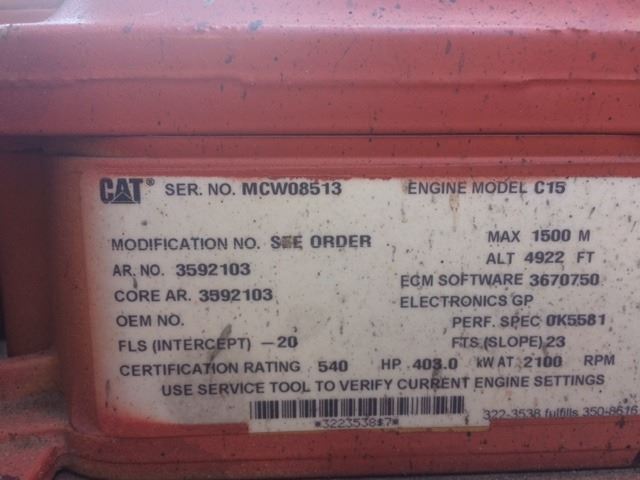 CAT® SER. NO. MCW08513 ENGINE MODEL C15
MODIFICATION NO. SEE ORDER MAX 1500 M
ALT 4922 FT
AR. NO. 3592103
ECM SOFTWARE 3670750
CORE AR. 3592103 ELECTRONICS GP
OEM NO. PERF. SPEC 0K5581
FLS (INTERCEPT) -20 FTS (SLOPE) 23
CERTIFICATION RATING 540 HP 403.0 kW AT 2100 RPM
USE SERVICE TOOL TO VERIFY CURRENT ENGINE SETTINGS
322-3538 fulfills 350-8616